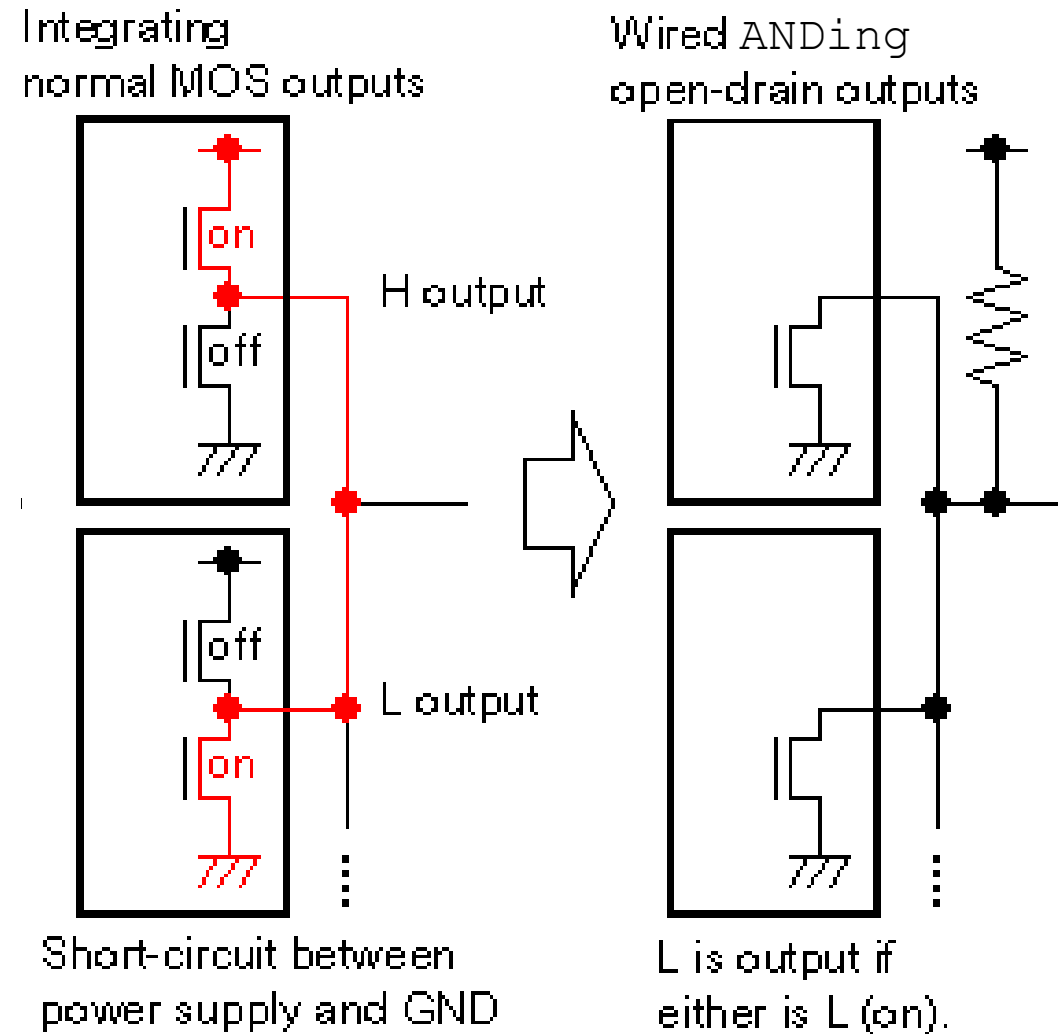 Integrating
normal MOS outputs
on
H output
off
off
L output
on
Short-circuit between
power supply and GND
Wired ANDing
open-drain outputs
L is output if
either is L (on).